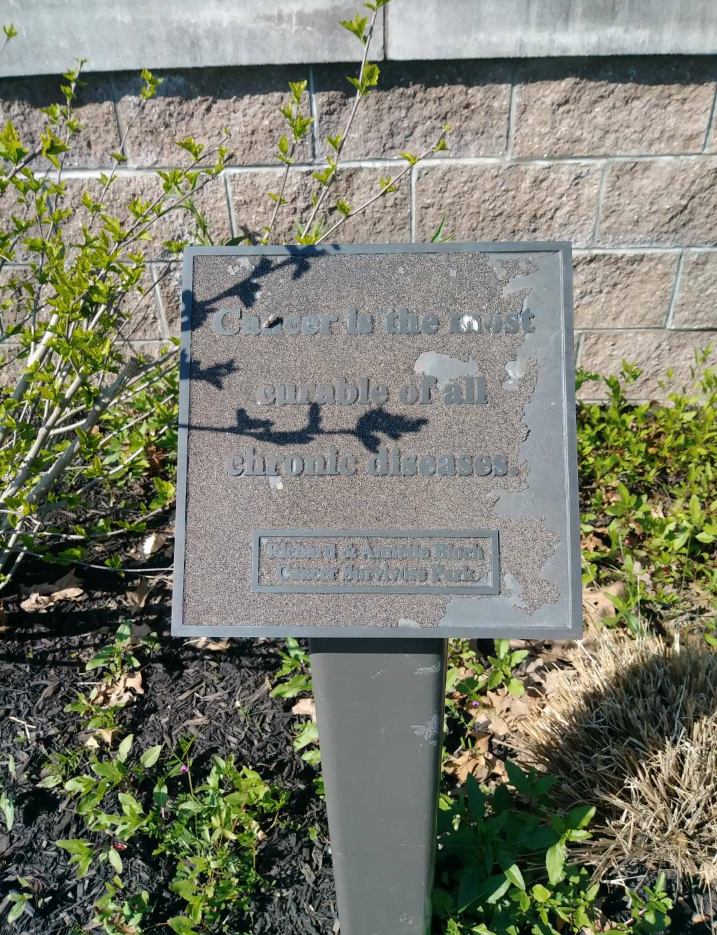 Cancer is the most
curable of all
chronic diseases.
Richard & Annette Bloch
Cancer Survivors Park